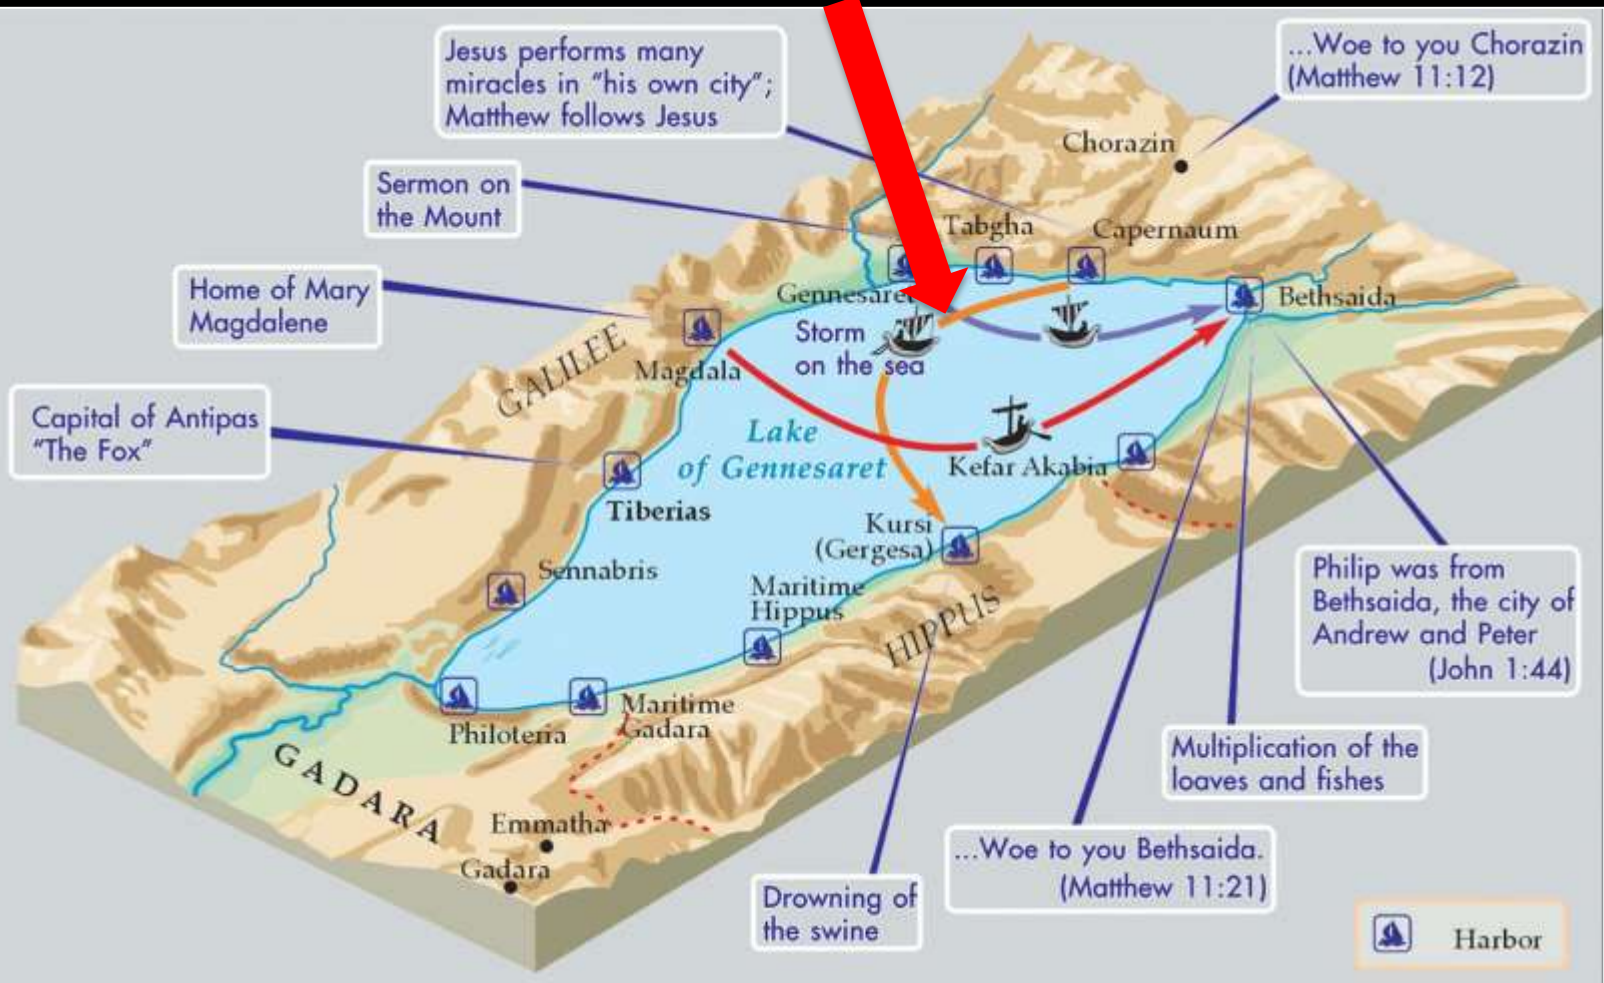 Jesus performs many
miracles in “his own city”;
Matthew follows Jesus
...Woe to you Chorazin
(Matthew 11:12)
Chorazin
Sermon on
the Mount
Tabgha
Capernaum
Home of Mary
Magdalene
Gennesaret
Bethsaida
Storm
on the sea
GALILEE
Magdala
Capital of Antipas
“The Fox”
Lake
of Gennesaret
Kefar Akabia
Tiberias
Kursi
(Gergesa)
Sennabris
Maritime
Hippus
HIPPUS
Philip was from
Bethsaida, the city of
Andrew and Peter
(John 1:44)
Philoteria
Maritime
Gadara
GADARA
Multiplication of the
loaves and fishes
Emmatha
Gadara
...Woe to you Bethsaida.
(Matthew 11:21)
Drowning of
the swine
Harbor